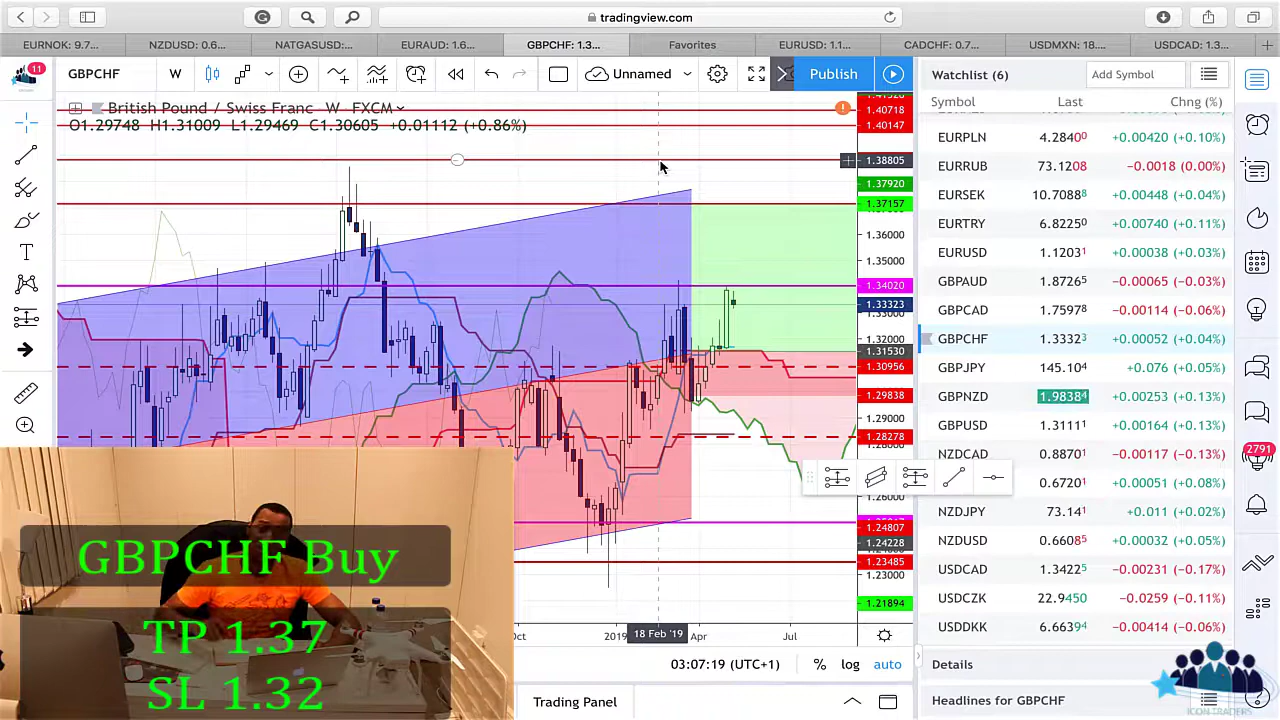 tradingview.com
EURNOK: 9.7...
NZDUSD: 0.6...
NATGASUSD:...
EURAUD: 1.6...
GBPCHF: 1.3...
Favorites
EURUSD: 1.1...
CADCHF: 0.7...
USDMXN: 18....
USDCAD: 1.3...
11
GBPCHF
W
Unnamed
Publish
Watchlist (6)
Add Symbol
British Pound / Swiss Franc W FXCM
O1.29748 H1.31009 L1.29469 C1.30605 +0.01112 (+0.86%)
1.40718
1.40147
1.38805
1.37920
1.37157
1.36000
1.35000
1.34020
1.33323
1.33000
1.32000
1.31530
1.30956
1.29838
1.29000
1.28278
1.26000
1.24807
1.24228
1.23485
1.23000
1.21894
Oct
2019
18 Feb '19
Apr
Jul
03:07:19 (UTC+1)
%
log
auto
Trading Panel
Symbol Last Chng (%)
EURPLN 4.2840⁰ +0.00420 (+0.10%)
EURRUB 73.1208 −0.0018 (0.00%)
EURSEK 10.7088⁸ +0.00448 (+0.04%)
EURTRY 6.8225⁰ +0.00740 (+0.11%)
EURUSD 1.1203¹ +0.00038 (+0.03%)
GBPAUD 1.8726⁵ −0.00065 (−0.03%)
GBPCAD 1.7597⁸ −0.00114 (−0.06%)
GBPCHF 1.3332³ +0.00052 (+0.04%)
GBPJPY 145.10⁴ +0.076 (+0.05%)
GBPNZD 1.9838⁴ +0.00253 (+0.13%)
GBPUSD 1.3111¹ +0.00164 (+0.13%)
NZDCAD 0.8870¹ −0.00117 (−0.13%)
0.6720¹ +0.00051 (+0.08%)
NZDJPY 73.14¹ +0.011 (+0.02%)
NZDUSD 0.6608⁵ +0.00032 (+0.05%)
USDCAD 1.3422⁵ −0.00231 (−0.17%)
USDCZK 22.9450 −0.0259 (−0.11%)
USDDKK 6.6639⁴ −0.00414 (−0.06%)
Details
Headlines for GBPCHF
2791
GBPCHF Buy
TP 1.37
SL 1.32
ICON TRADERS